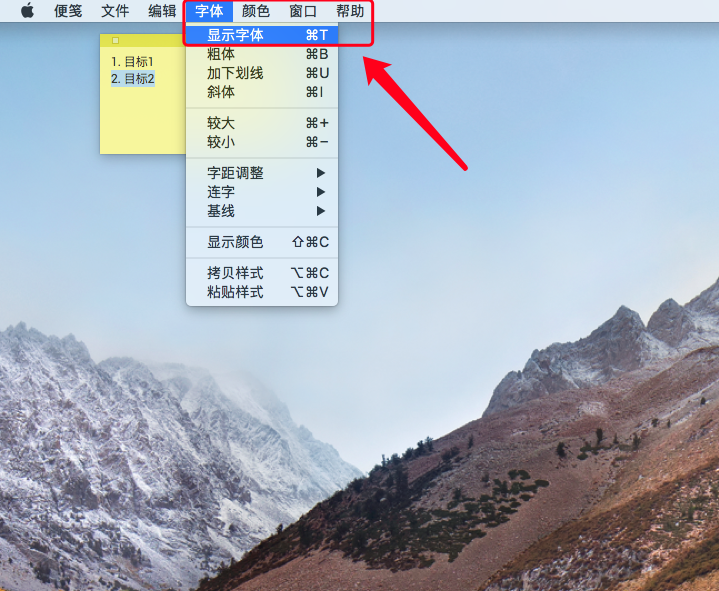 便笺 文件 编辑 字体 颜色 窗口 帮助
1. 目标1
2. 目标2
显示字体 ⌘T
粗体 ⌘B
加下划线 ⌘U
斜体 ⌘I
较大 ⌘+
较小 ⌘−
字距调整 ▶
连字 ▶
基线 ▶
显示颜色 ⇧⌘C
拷贝样式 ⌥⌘C
粘贴样式 ⌥⌘V